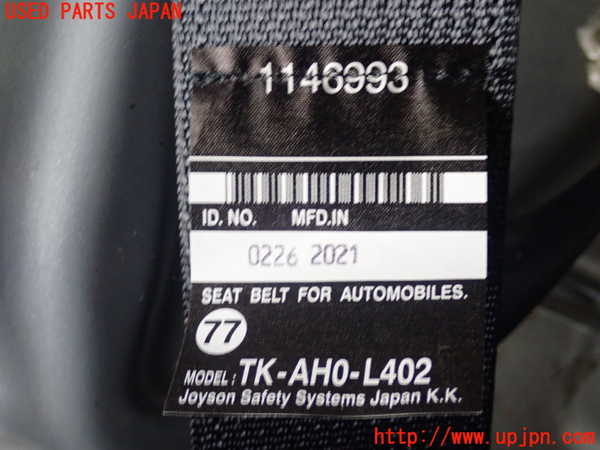 USED PARTS JAPAN
1146993
ID. NO. MFD.IN
0226 2021
SEAT BELT FOR AUTOMOBILES.
77
MODEL : TK-AH0-L402
Joyson Safety Systems Japan K.K.
http://www.upjpn.com/